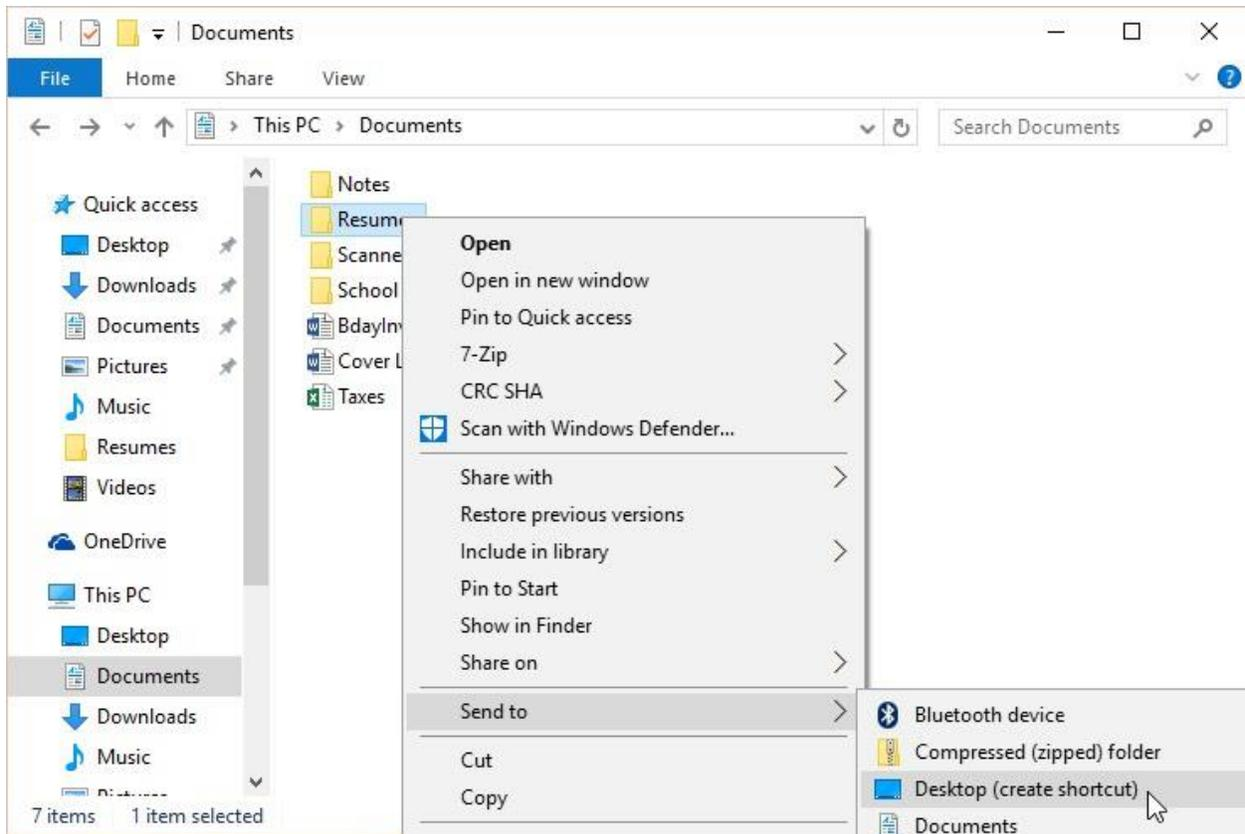 Documents
File Home Share View
This PC > Documents
Search Documents
Quick access
Desktop
Downloads
Documents
Pictures
Music
Resumes
Videos
OneDrive
This PC
Desktop
Documents
Downloads
Music
Notes
School
Taxes
Open
Open in new window
Pin to Quick access
7-Zip
CRC SHA
Scan with Windows Defender...
Share with
Restore previous versions
Include in library
Pin to Start
Show in Finder
Share on
Send to
Cut
Copy
Bluetooth device
Compressed (zipped) folder
Desktop (create shortcut)
Documents
7 items 1 item selected